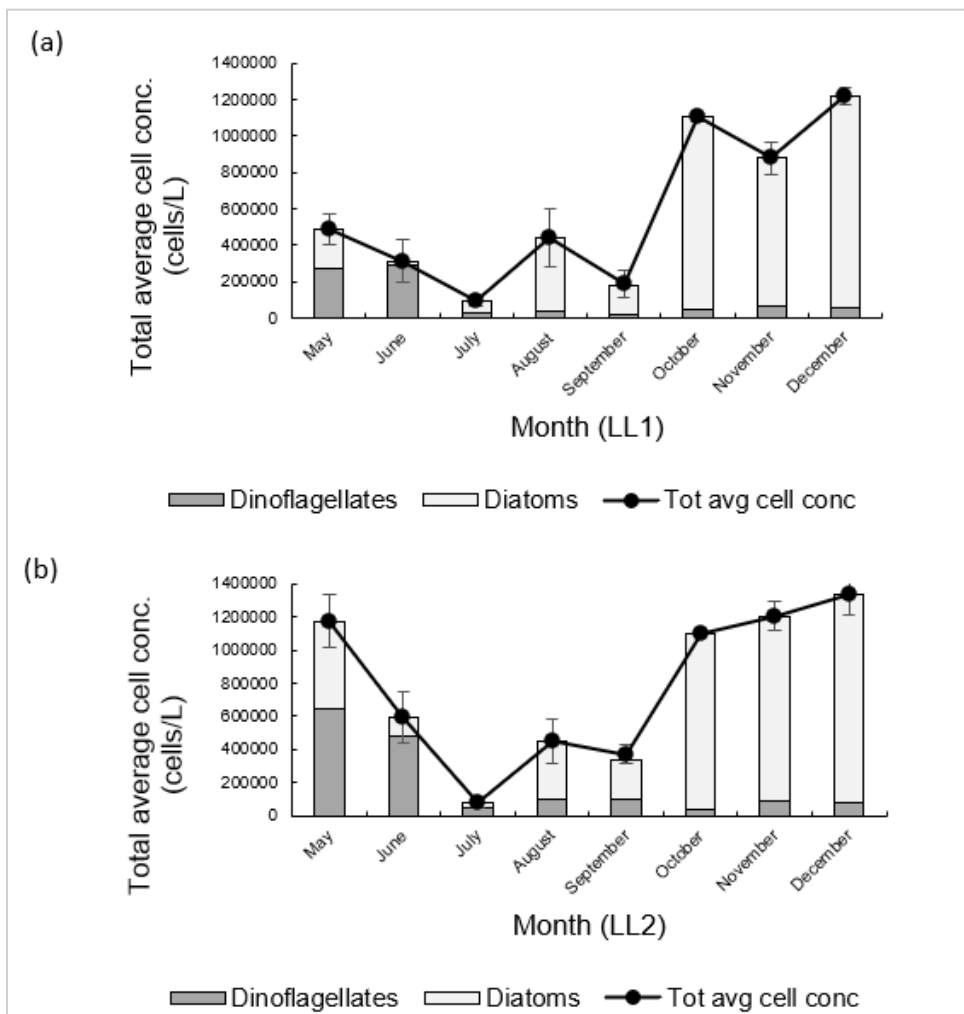 (a)
Total average cell conc.
(cells/L)
1400000
1200000
1000000
800000
600000
400000
200000
0
May
June
July
August
September
October
November
December
Month (LL1)
Dinoflagellates Diatoms Tot avg cell conc
(b)
Total average cell conc.
(cells/L)
1400000
1200000
1000000
800000
600000
400000
200000
0
May
June
July
August
September
October
November
December
Month (LL2)
Dinoflagellates Diatoms Tot avg cell conc